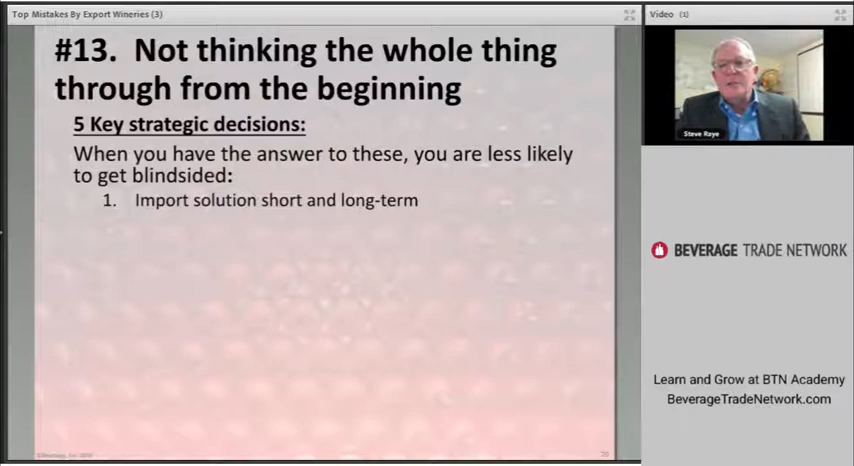 Top Mistakes By Export Wineries (3)
Video (1)
#13. Not thinking the whole thing
through from the beginning
5 Key strategic decisions:
When you have the answer to these, you are less likely
to get blindsided:
1. Import solution short and long-term
Steve Raye
BEVERAGE TRADE NETWORK
Learn and Grow at BTN Academy
BeverageTradeNetwork.com